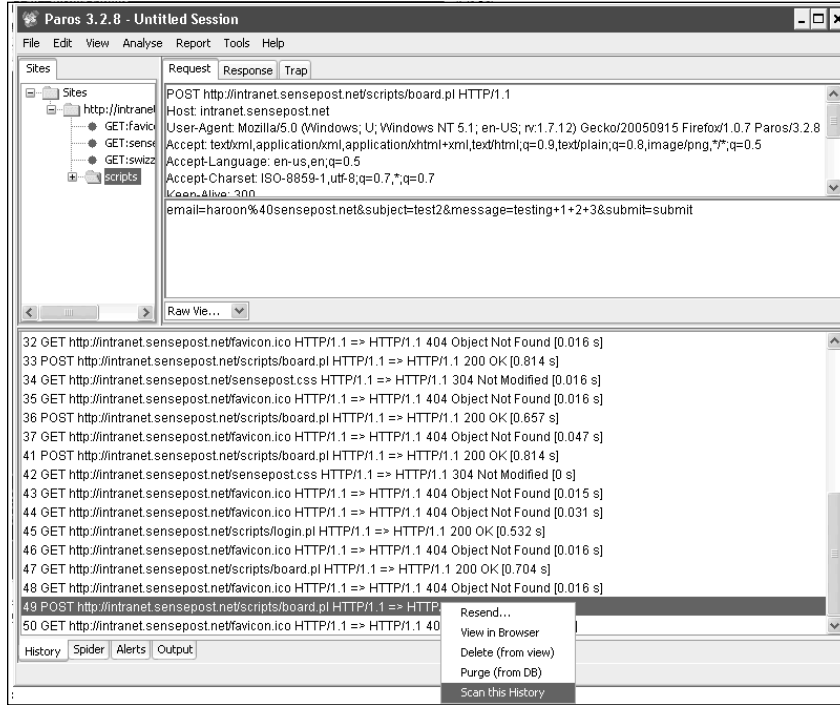 Paros 3.2.8 - Untitled Session
File Edit View Analyse Report Tools Help
Sites
Sites
http://intranet
GET:favico
GET:sense
GET:swizz
scripts
Request Response Trap
POST http://intranet.sensepost.net/scripts/board.pl HTTP/1.1
Host: intranet.sensepost.net
User-Agent: Mozilla/5.0 (Windows; U; Windows NT 5.1; en-US; rv:1.7.12) Gecko/20050915 Firefox/1.0.7 Paros/3.2.8
Accept: text/xml,application/xml,application/xhtml+xml,text/html;q=0.9,text/plain;q=0.8,image/png,*/*;q=0.5
Accept-Language: en-us,en;q=0.5
Accept-Charset: ISO-8859-1,utf-8;q=0.7,*;q=0.7
Keep-Alive: 300
email=haroon%40sensepost.net&subject=test2&message=testing+1+2+3&submit=submit
Raw Vie...
32 GET http://intranet.sensepost.net/favicon.ico HTTP/1.1 => HTTP/1.1 404 Object Not Found [0.016 s]
33 POST http://intranet.sensepost.net/scripts/board.pl HTTP/1.1 => HTTP/1.1 200 OK [0.814 s]
34 GET http://intranet.sensepost.net/sensepost.css HTTP/1.1 => HTTP/1.1 304 Not Modified [0.016 s]
35 GET http://intranet.sensepost.net/favicon.ico HTTP/1.1 => HTTP/1.1 404 Object Not Found [0.016 s]
36 POST http://intranet.sensepost.net/scripts/board.pl HTTP/1.1 => HTTP/1.1 200 OK [0.657 s]
37 GET http://intranet.sensepost.net/favicon.ico HTTP/1.1 => HTTP/1.1 404 Object Not Found [0.047 s]
41 POST http://intranet.sensepost.net/scripts/board.pl HTTP/1.1 => HTTP/1.1 200 OK [0.814 s]
42 GET http://intranet.sensepost.net/sensepost.css HTTP/1.1 => HTTP/1.1 304 Not Modified [0 s]
43 GET http://intranet.sensepost.net/favicon.ico HTTP/1.1 => HTTP/1.1 404 Object Not Found [0.015 s]
44 GET http://intranet.sensepost.net/favicon.ico HTTP/1.1 => HTTP/1.1 404 Object Not Found [0.031 s]
45 GET http://intranet.sensepost.net/scripts/login.pl HTTP/1.1 => HTTP/1.1 200 OK [0.532 s]
46 GET http://intranet.sensepost.net/favicon.ico HTTP/1.1 => HTTP/1.1 404 Object Not Found [0.016 s]
47 GET http://intranet.sensepost.net/scripts/board.pl HTTP/1.1 => HTTP/1.1 200 OK [0.704 s]
48 GET http://intranet.sensepost.net/favicon.ico HTTP/1.1 => HTTP/1.1 404 Object Not Found [0.016 s]
49 POST http://intranet.sensepost.net/scripts/board.pl HTTP/1.1 => HTTP.
50 GET http://intranet.sensepost.net/favicon.ico HTTP/1.1 => HTTP/1.1 40
Resend...
View in Browser
Delete (from view)
Purge (from DB)
Scan this History
History Spider Alerts Output